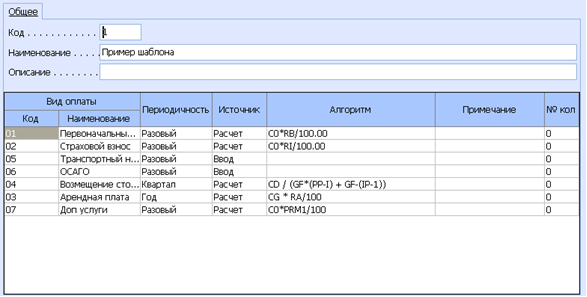 Общее
Код . . . . . . . . . . . . 1
Наименование . . . . . Пример шаблона
Описание . . . . . . . .
Вид оплаты Периодичность Источник Алгоритм Примечание № кол
Код Наименование
01 Первоначальны... Разовый Расчет C0*RB/100.00 0
02 Страховой взнос Разовый Расчет C0*RI/100.00 0
05 Транспортный н... Разовый Ввод 0
06 ОСАГО Разовый Ввод 0
04 Возмещение сто... Квартал Расчет CD / (GF*(PP-I) + GF-(IP-1)) 0
03 Арендная плата Год Расчет CG * RA/100 0
07 Доп услуги Разовый Расчет C0*PRM1/100 0